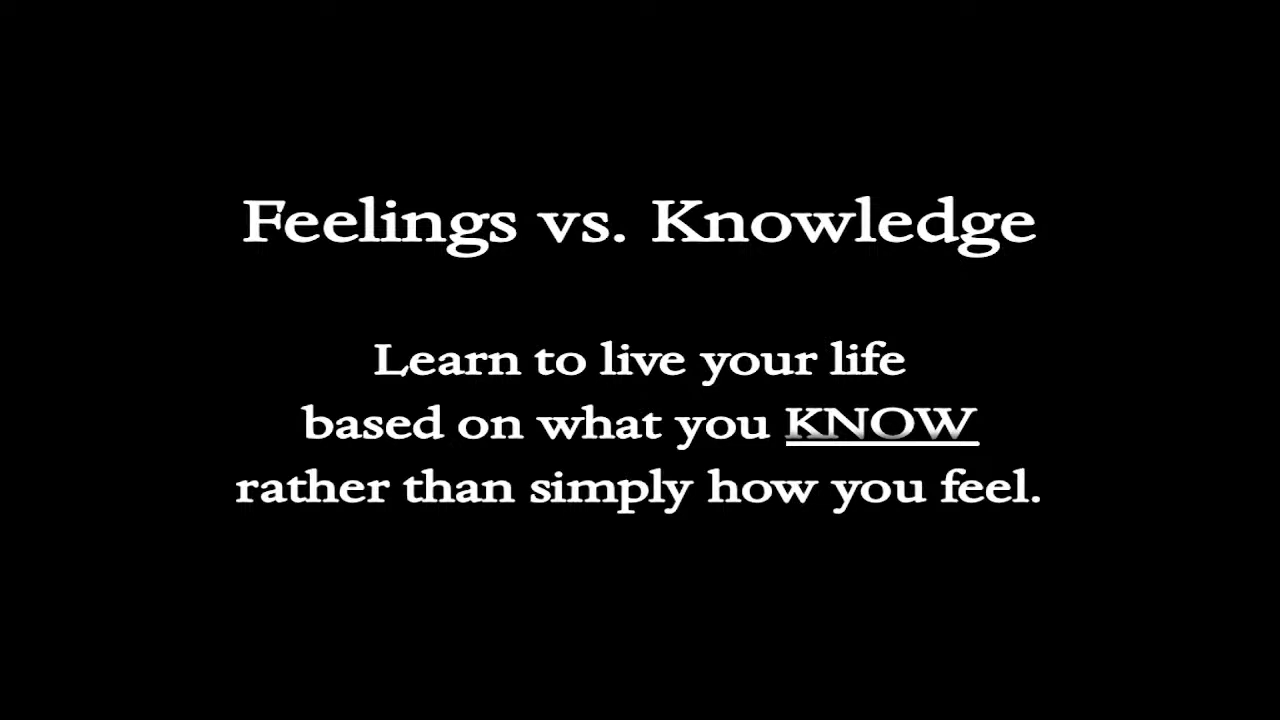 Feelings vs. Knowledge
Learn to live your life
based on what you KNOW
rather than simply how you feel.